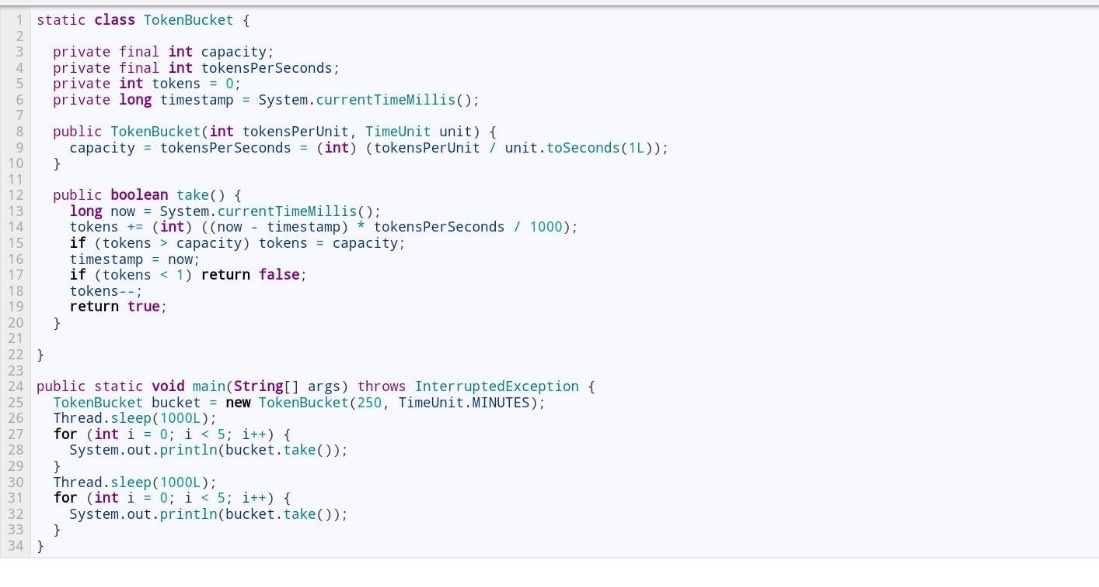 1 static class TokenBucket {
2
3 private final int capacity;
4 private final int tokensPerSeconds;
5 private int tokens = 0;
6 private long timestamp = System.currentTimeMillis();
7
8 public TokenBucket(int tokensPerUnit, TimeUnit unit) {
9 capacity = tokensPerSeconds = (int) (tokensPerUnit / unit.toSeconds(1L));
10 }
11
12 public boolean take() {
13 long now = System.currentTimeMillis();
14 tokens += (int) ((now - timestamp) * tokensPerSeconds / 1000);
15 if (tokens > capacity) tokens = capacity;
16 timestamp = now;
17 if (tokens < 1) return false;
18 tokens--;
19 return true;
20 }
21
22 }
23
24 public static void main(String[] args) throws InterruptedException {
25 TokenBucket bucket = new TokenBucket(250, TimeUnit.MINUTES);
26 Thread.sleep(1000L);
27 for (int i = 0; i < 5; i++) {
28 System.out.println(bucket.take());
29 }
30 Thread.sleep(1000L);
31 for (int i = 0; i < 5; i++) {
32 System.out.println(bucket.take());
33 }
34 }